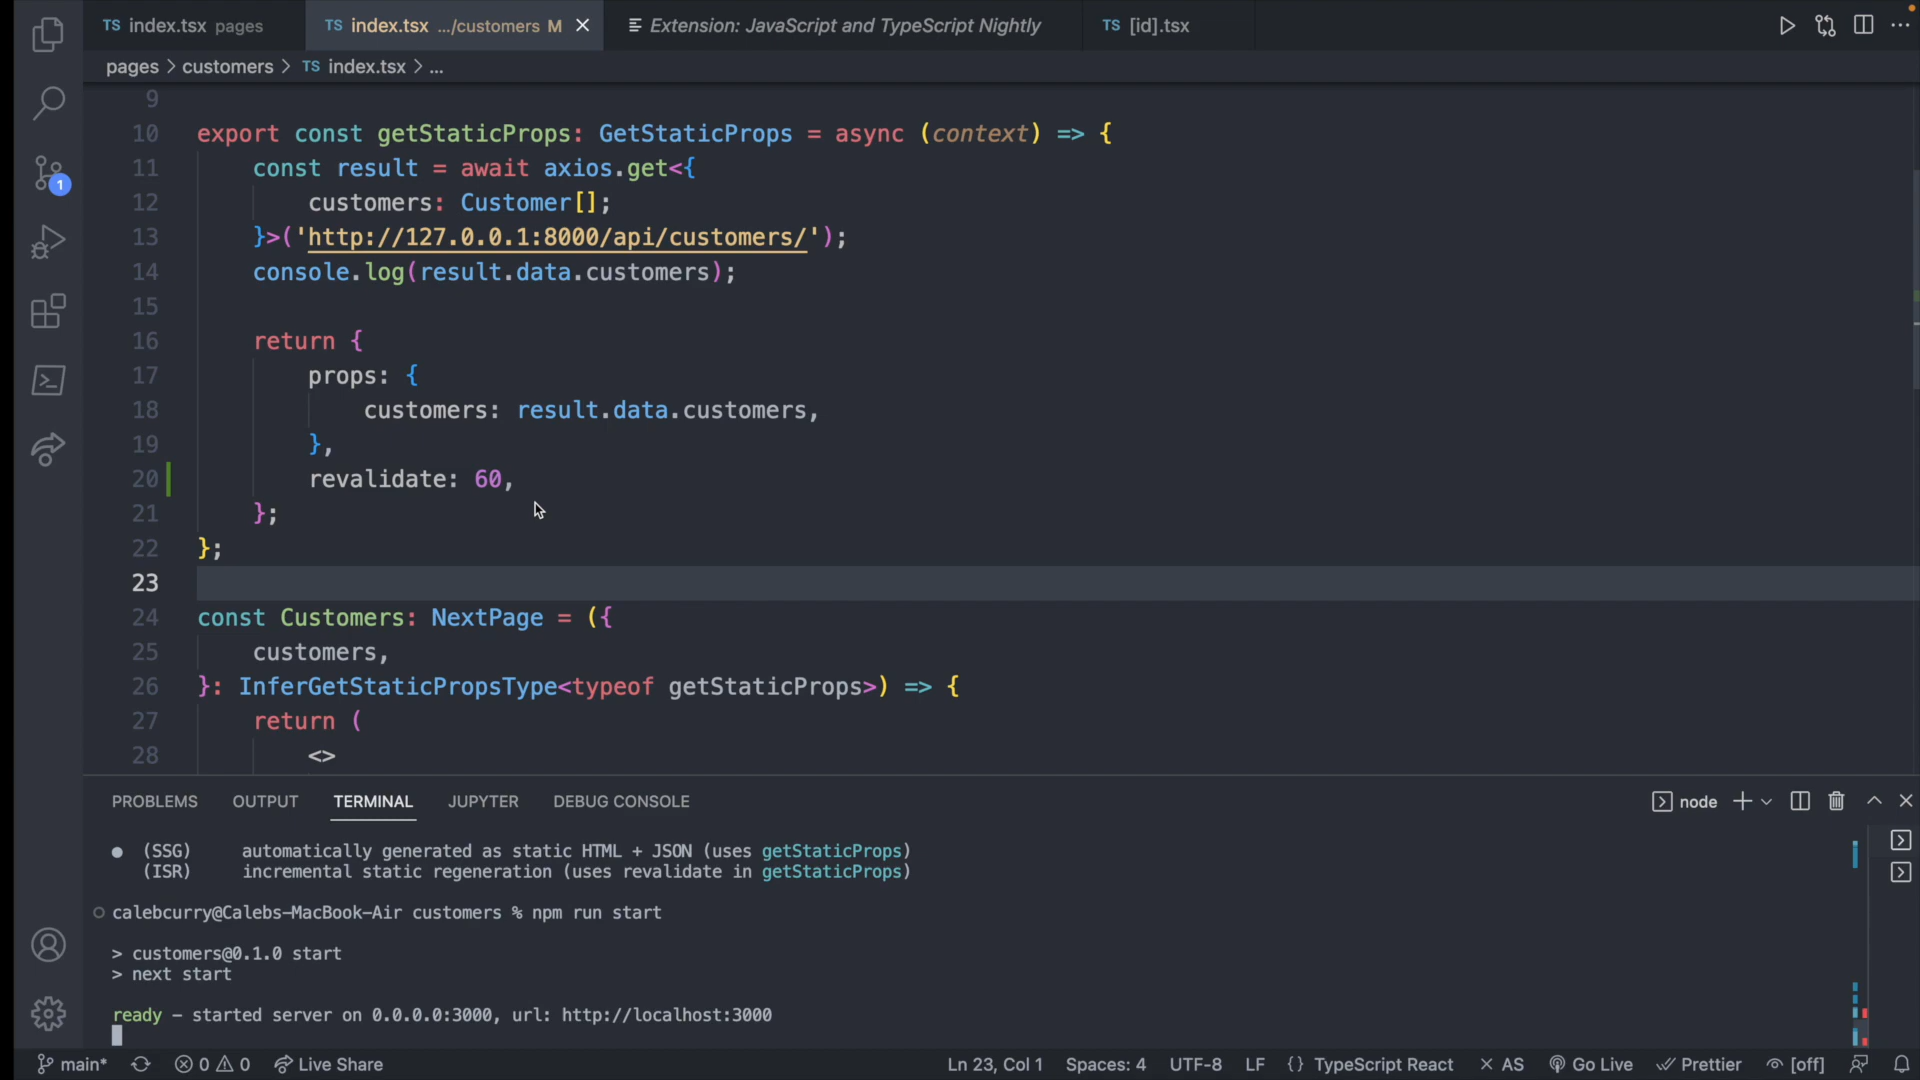 TS index.tsx pages
TS index.tsx .../customers M
Extension: JavaScript and TypeScript Nightly
TS [id].tsx
pages > customers > TS index.tsx > ...
9
10 export const getStaticProps: GetStaticProps = async (context) => {
11 const result = await axios.get<{
12 customers: Customer[];
13 }>('http://127.0.0.1:8000/api/customers/');
14 console.log(result.data.customers);
15
16 return {
17 props: {
18 customers: result.data.customers,
19 },
20 revalidate: 60,
21 };
22 };
23
24 const Customers: NextPage = ({
25 customers,
26 }: InferGetStaticPropsType<typeof getStaticProps>) => {
27 return (
28 <>
1
PROBLEMS OUTPUT TERMINAL JUPYTER DEBUG CONSOLE
node
● (SSG) automatically generated as static HTML + JSON (uses getStaticProps)
(ISR) incremental static regeneration (uses revalidate in getStaticProps)
calebcurry@Calebs-MacBook-Air customers % npm run start
> customers@0.1.0 start
> next start
ready - started server on 0.0.0.0:3000, url: http://localhost:3000
main* 0 0 Live Share
Ln 23, Col 1 Spaces: 4 UTF-8 LF {} TypeScript React × AS Go Live Prettier [off]